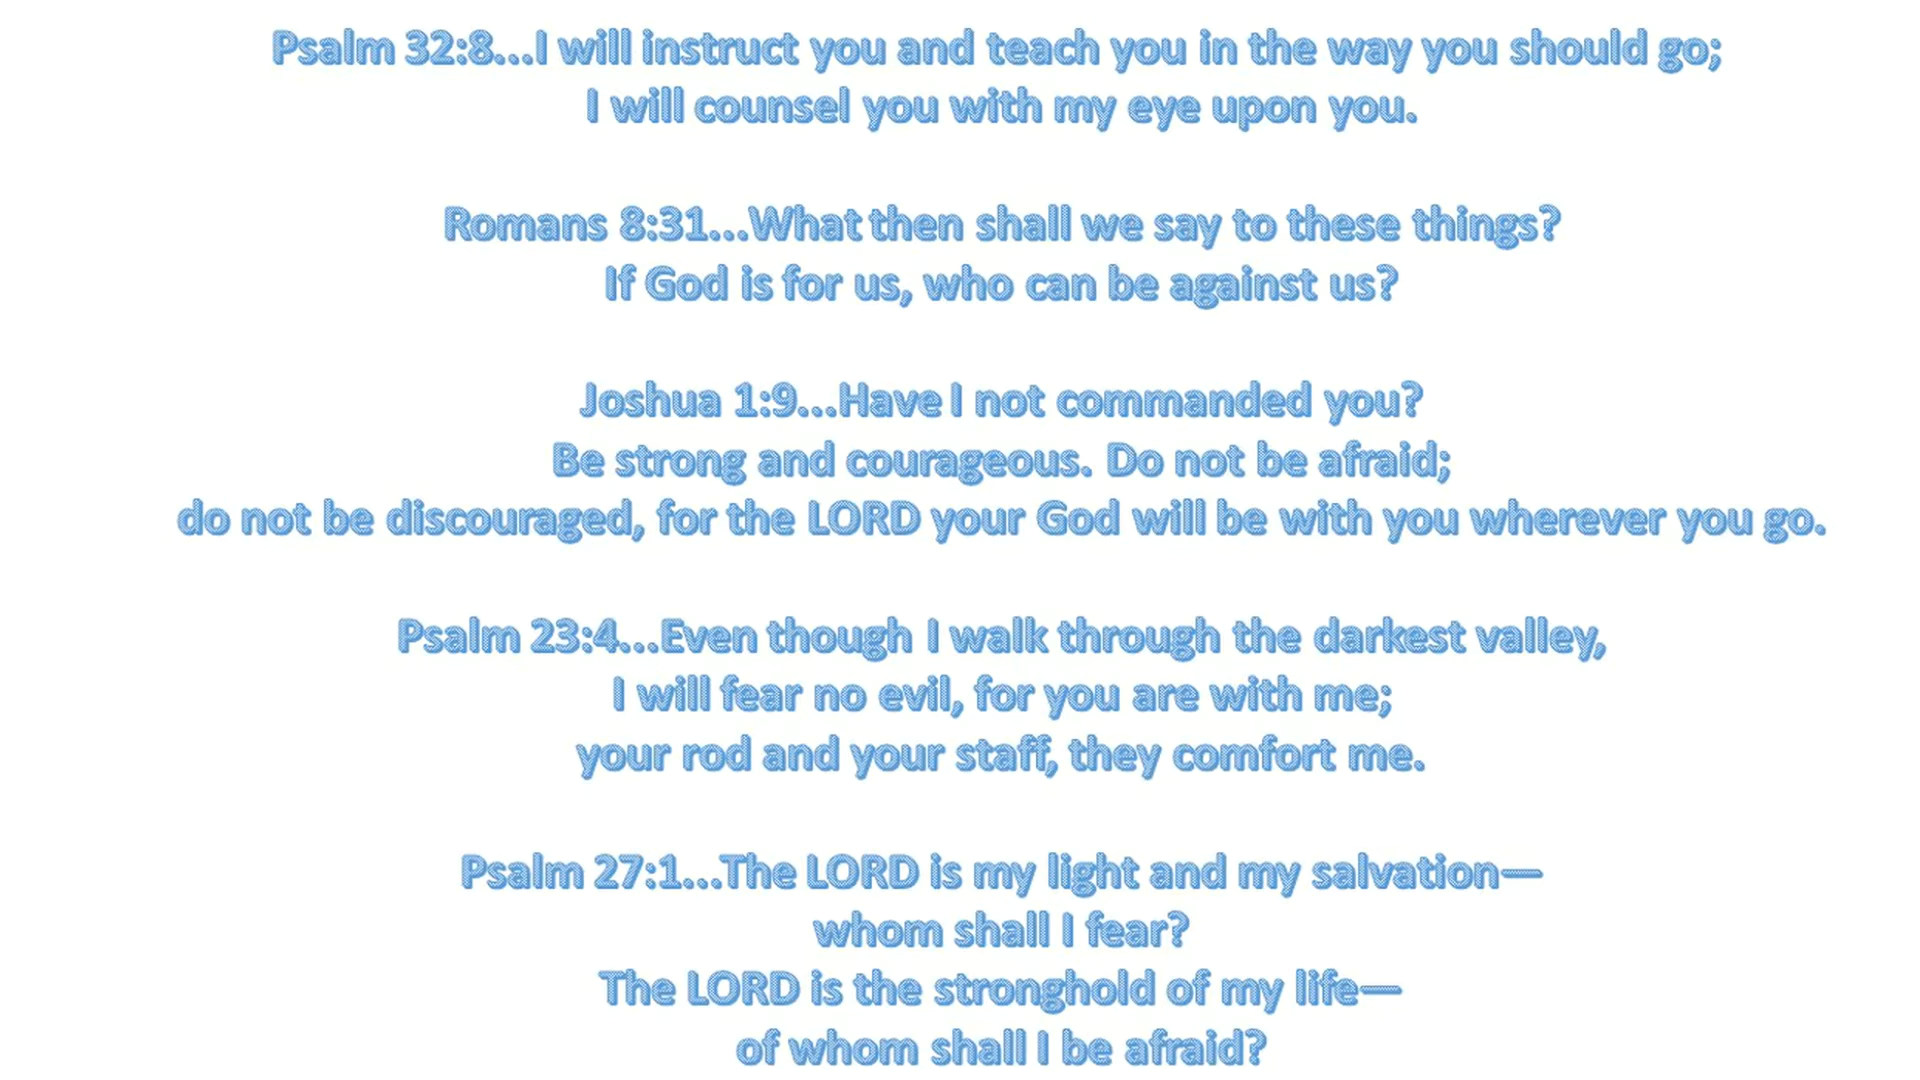 Psalm 32:8...I will instruct you and teach you in the way you should go;
I will counsel you with my eye upon you.
Romans 8:31...What then shall we say to these things?
If God is for us, who can be against us?
Joshua 1:9...Have I not commanded you?
Be strong and courageous. Do not be afraid;
do not be discouraged, for the LORD your God will be with you wherever you go.
Psalm 23:4...Even though I walk through the darkest valley,
I will fear no evil, for you are with me;
your rod and your staff, they comfort me.
Psalm 27:1...The LORD is my light and my salvation—
whom shall I fear?
The LORD is the stronghold of my life—
of whom shall I be afraid?